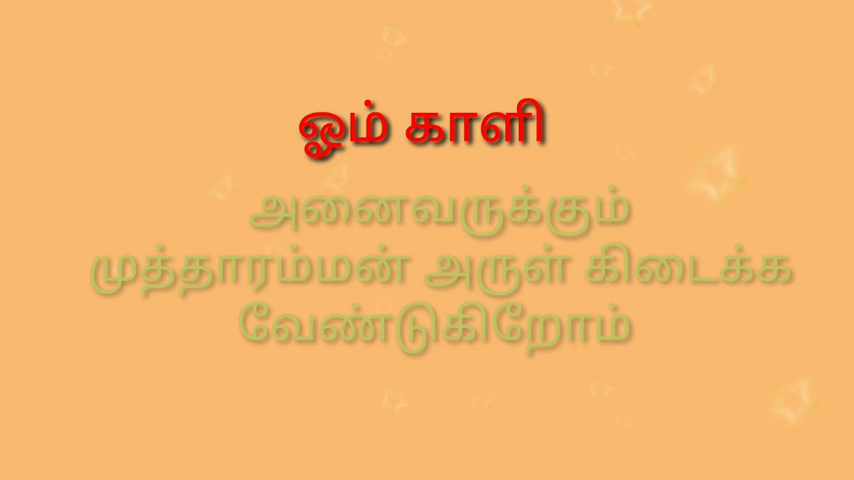 ஓம் காளி
அனைவருக்கும்
முத்தாரம்மன் அருள் கிடைக்க
வேண்டுகிறோம்